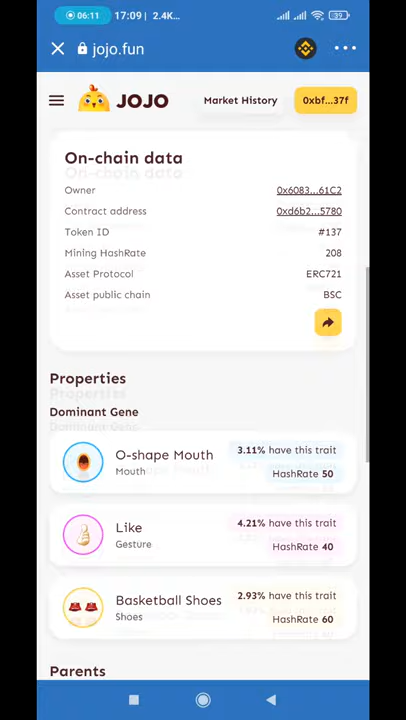 06:11 17:09 | 2.4K... 39
jojo.fun
JOJO Market History 0xbf...37f
On-chain data
Owner 0x6083...61C2
Contract address 0xd6b2...5780
Token ID #137
Mining HashRate 208
Asset Protocol ERC721
Asset public chain BSC
Properties
Dominant Gene
O-shape Mouth 3.11% have this trait
Mouth HashRate 50
Like 4.21% have this trait
Gesture HashRate 40
Basketball Shoes 2.93% have this trait
Shoes HashRate 60
Parents